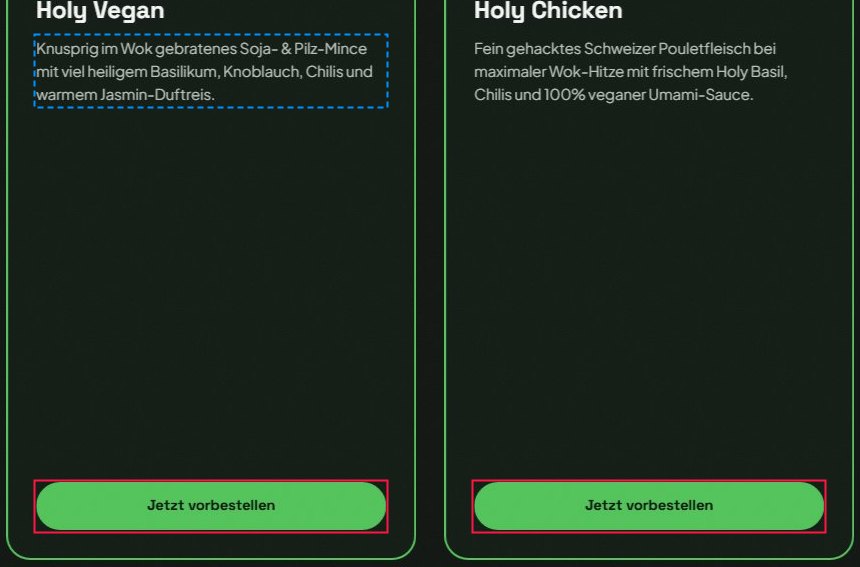 Holy Vegan
Knusprig im Wok gebratenes Soja- & Pilz-Mince
mit viel heiligem Basilikum, Knoblauch, Chilis und
warmem Jasmin-Duftreis.
Jetzt vorbestellen
Holy Chicken
Fein gehacktes Schweizer Pouletfleisch bei
maximaler Wok-Hitze mit frischem Holy Basil,
Chilis und 100% veganer Umami-Sauce.
Jetzt vorbestellen